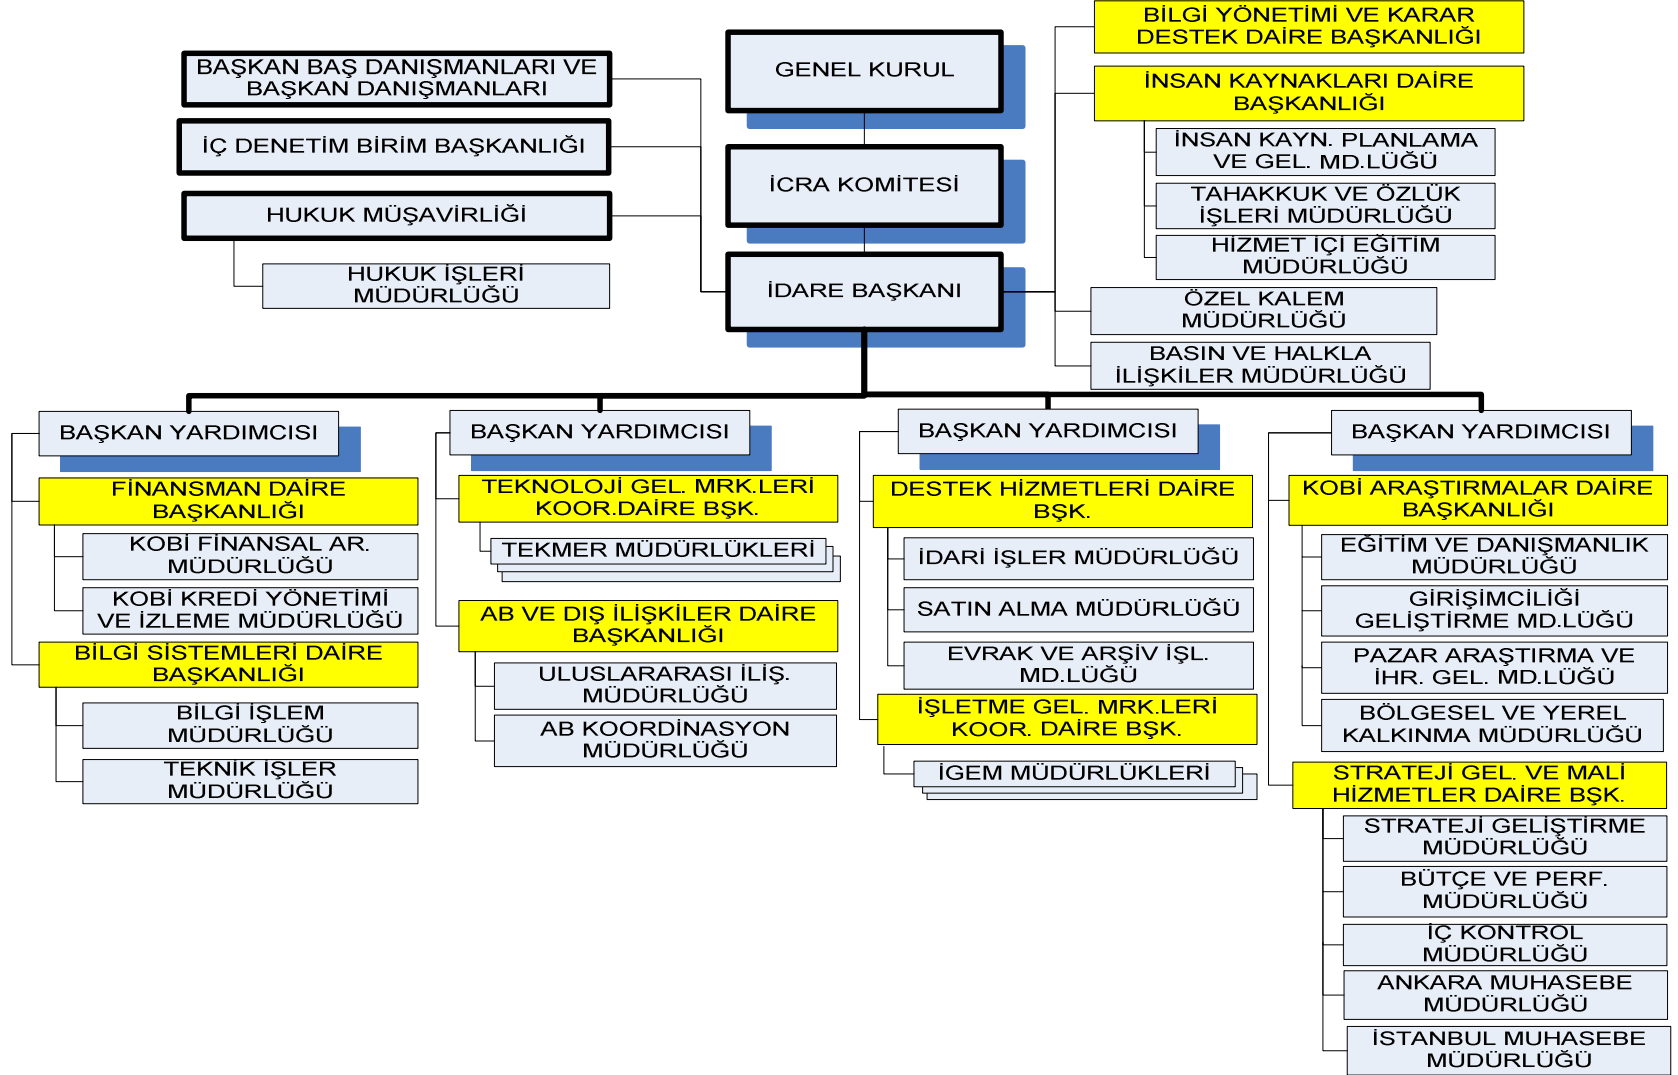 GENEL KURUL
İCRA KOMİTESİ
İDARE BAŞKANI
BAŞKAN BAŞ DANIŞMANLARI VE
BAŞKAN DANIŞMANLARI
İÇ DENETİM BİRİM BAŞKANLIĞI
HUKUK MÜŞAVİRLİĞİ
HUKUK İŞLERİ
MÜDÜRLÜĞÜ
BİLGİ YÖNETİMİ VE KARAR
DESTEK DAİRE BAŞKANLIĞI
İNSAN KAYNAKLARI DAİRE
BAŞKANLIĞI
İNSAN KAYN. PLANLAMA
VE GEL. MD.LÜĞÜ
TAHAKKUK VE ÖZLÜK
İŞLERİ MÜDÜRLÜĞÜ
HİZMET İÇİ EĞİTİM
MÜDÜRLÜĞÜ
ÖZEL KALEM
MÜDÜRLÜĞÜ
BASIN VE HALKLA
İLİŞKİLER MÜDÜRLÜĞÜ
BAŞKAN YARDIMCISI
FİNANSMAN DAİRE
BAŞKANLIĞI
KOBİ FİNANSAL AR.
MÜDÜRLÜĞÜ
KOBİ KREDİ YÖNETİMİ
VE İZLEME MÜDÜRLÜĞÜ
BİLGİ SİSTEMLERİ DAİRE
BAŞKANLIĞI
BİLGİ İŞLEM
MÜDÜRLÜĞÜ
TEKNİK İŞLER
MÜDÜRLÜĞÜ
BAŞKAN YARDIMCISI
TEKNOLOJİ GEL. MRK.LERİ
KOOR.DAİRE BŞK.
TEKMER MÜDÜRLÜKLERİ
AB VE DIŞ İLİŞKİLER DAİRE
BAŞKANLIĞI
ULUSLARARASI İLİŞ.
MÜDÜRLÜĞÜ
AB KOORDİNASYON
MÜDÜRLÜĞÜ
BAŞKAN YARDIMCISI
DESTEK HİZMETLERİ DAİRE
BŞK.
İDARİ İŞLER MÜDÜRLÜĞÜ
SATIN ALMA MÜDÜRLÜĞÜ
EVRAK VE ARŞİV İŞL.
MD.LÜĞÜ
İŞLETME GEL. MRK.LERİ
KOOR. DAİRE BŞK.
İGEM MÜDÜRLÜKLERİ
BAŞKAN YARDIMCISI
KOBİ ARAŞTIRMALAR DAİRE
BAŞKANLIĞI
EĞİTİM VE DANIŞMANLIK
MÜDÜRLÜĞÜ
GİRİŞİMCİLİĞİ
GELİŞTİRME MD.LÜĞÜ
PAZAR ARAŞTIRMA VE
İHR. GEL. MD.LÜĞÜ
BÖLGESEL VE YEREL
KALKINMA MÜDÜRLÜĞÜ
STRATEJİ GEL. VE MALİ
HİZMETLER DAİRE BŞK.
STRATEJİ GELİŞTİRME
MÜDÜRLÜĞÜ
BÜTÇE VE PERF.
MÜDÜRLÜĞÜ
İÇ KONTROL
MÜDÜRLÜĞÜ
ANKARA MUHASEBE
MÜDÜRLÜĞÜ
İSTANBUL MUHASEBE
MÜDÜRLÜĞÜ